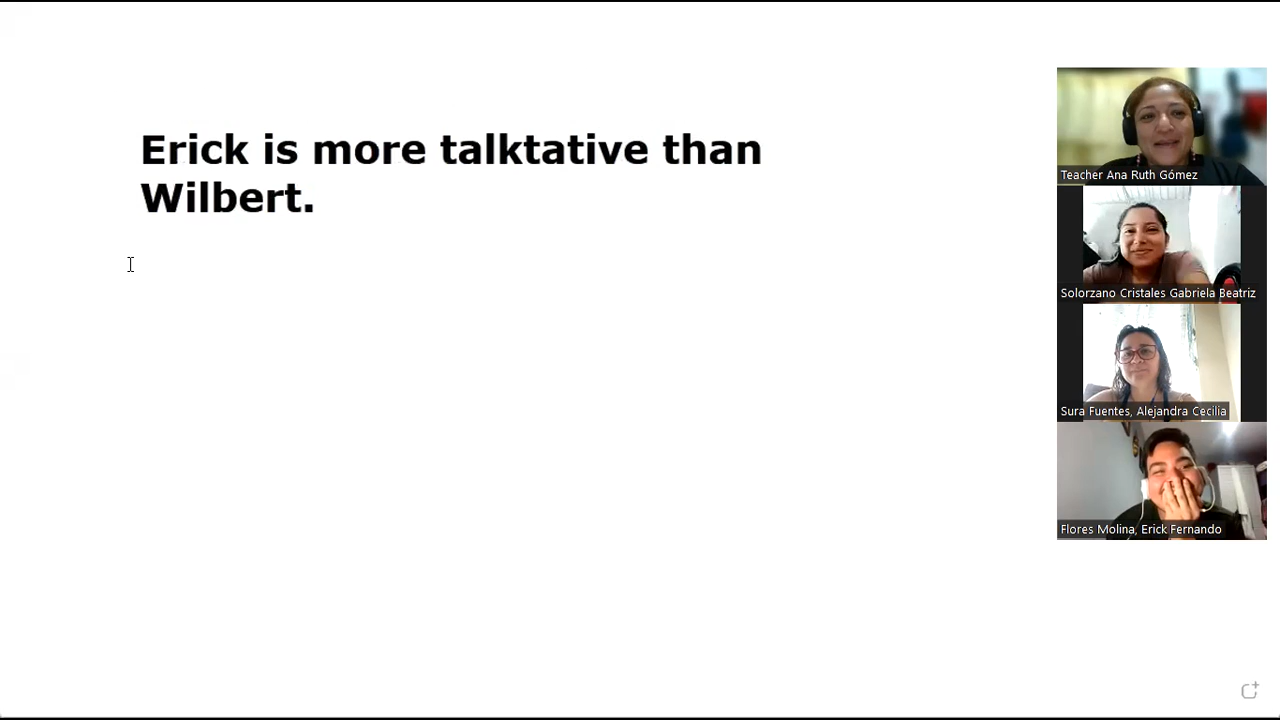 Erick is more talktative than
Wilbert.
Teacher Ana Ruth Gómez
Solorzano Cristales Gabriela Beatriz
Sura Fuentes, Alejandra Cecilia
Flores Molina, Erick Fernando